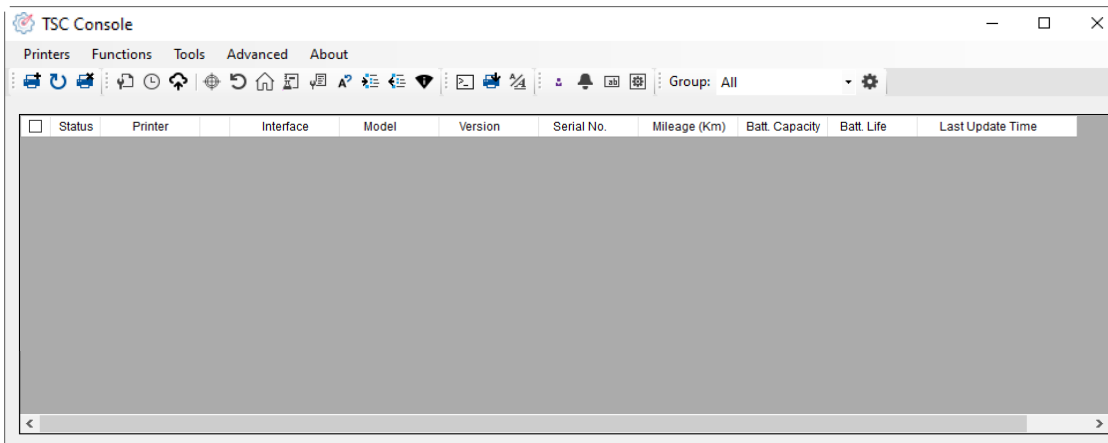 TSC Console
Printers Functions Tools Advanced About
Group: All
Status Printer Interface Model Version Serial No. Mileage (Km) Batt. Capacity Batt. Life Last Update Time